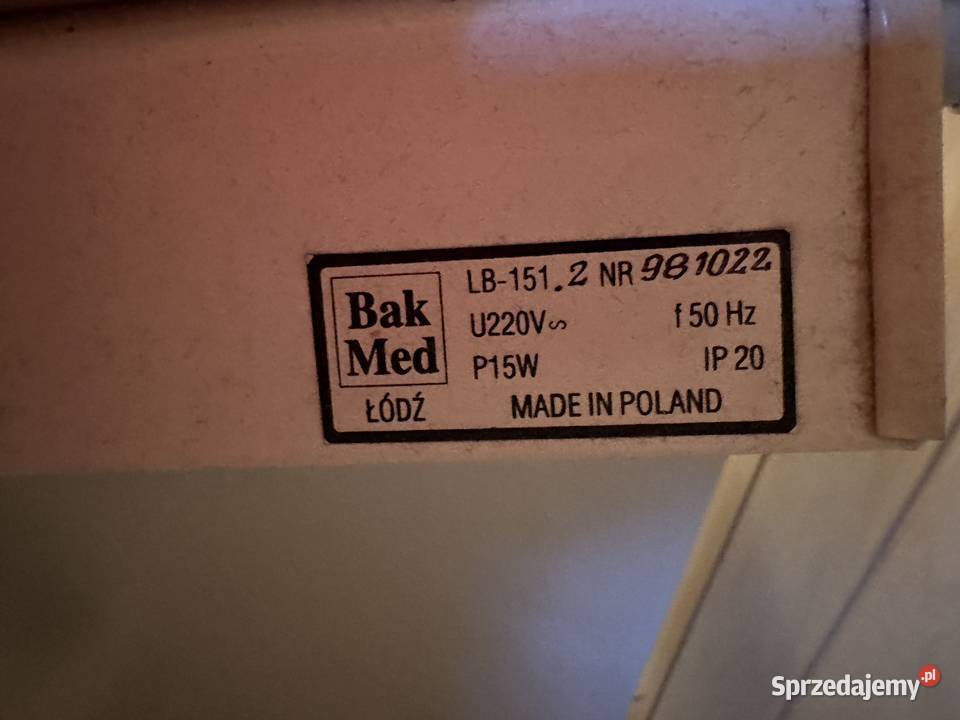 Bak
Med
ŁÓDŹ
LB-151.2 NR 981022
U220V∾ f 50 Hz
P15W IP 20
MADE IN POLAND
Sprzedajemy.pl